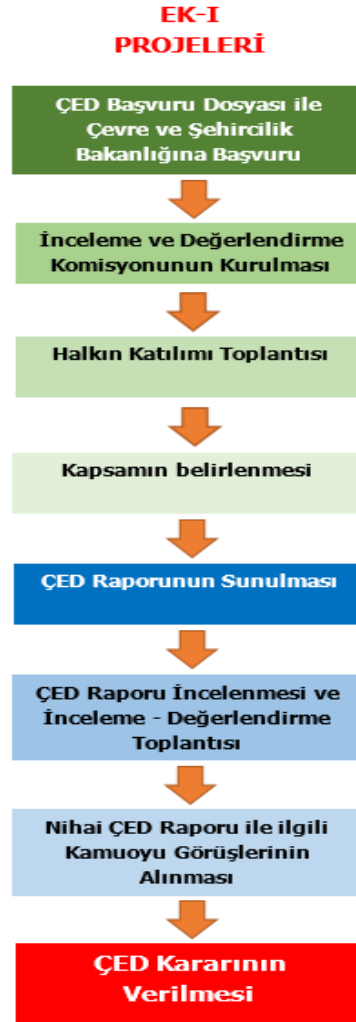 EK-I
PROJELERİ
ÇED Başvuru Dosyası ile
Çevre ve Şehircilik
Bakanlığına Başvuru
İnceleme ve Değerlendirme
Komisyonunun Kurulması
Halkın Katılımı Toplantısı
Kapsamın belirlenmesi
ÇED Raporunun Sunulması
ÇED Raporu İncelenmesi ve
İnceleme - Değerlendirme
Toplantısı
Nihai ÇED Raporu ile ilgili
Kamuoyu Görüşlerinin
Alınması
ÇED Kararının
Verilmesi